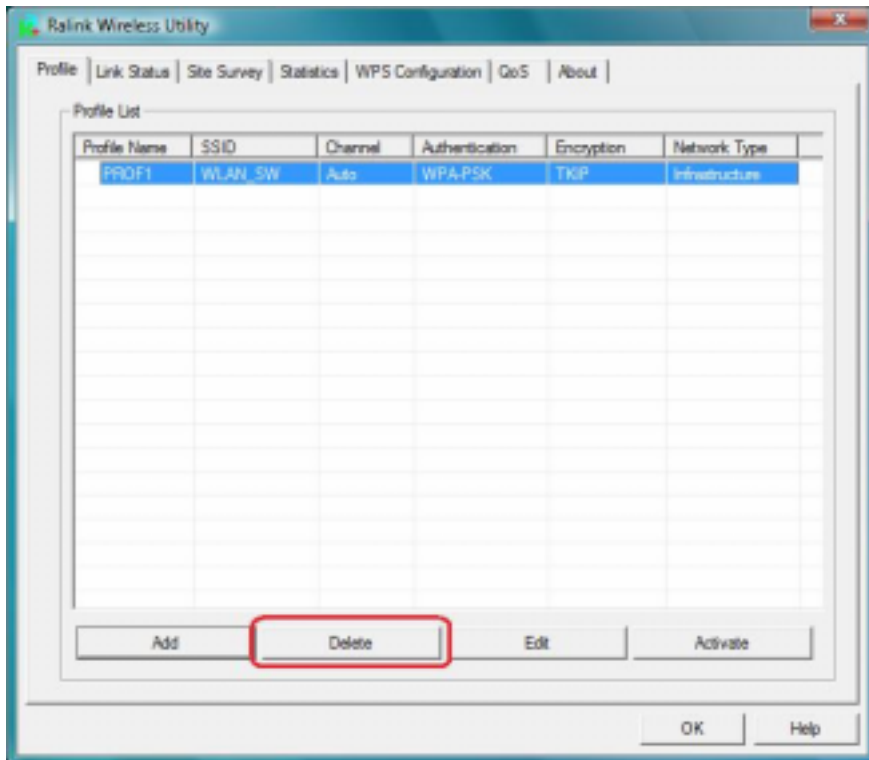 Ralink Wireless Utility
Profile Link Status Site Survey Statistics WPS Configuration QoS About
Profile List
Profile Name SSID Channel Authentication Encryption Network Type
PROF1 WLAN_SW Auto WPA-PSK TKIP Infrastructure
Add Delete Edit Activate
OK Help